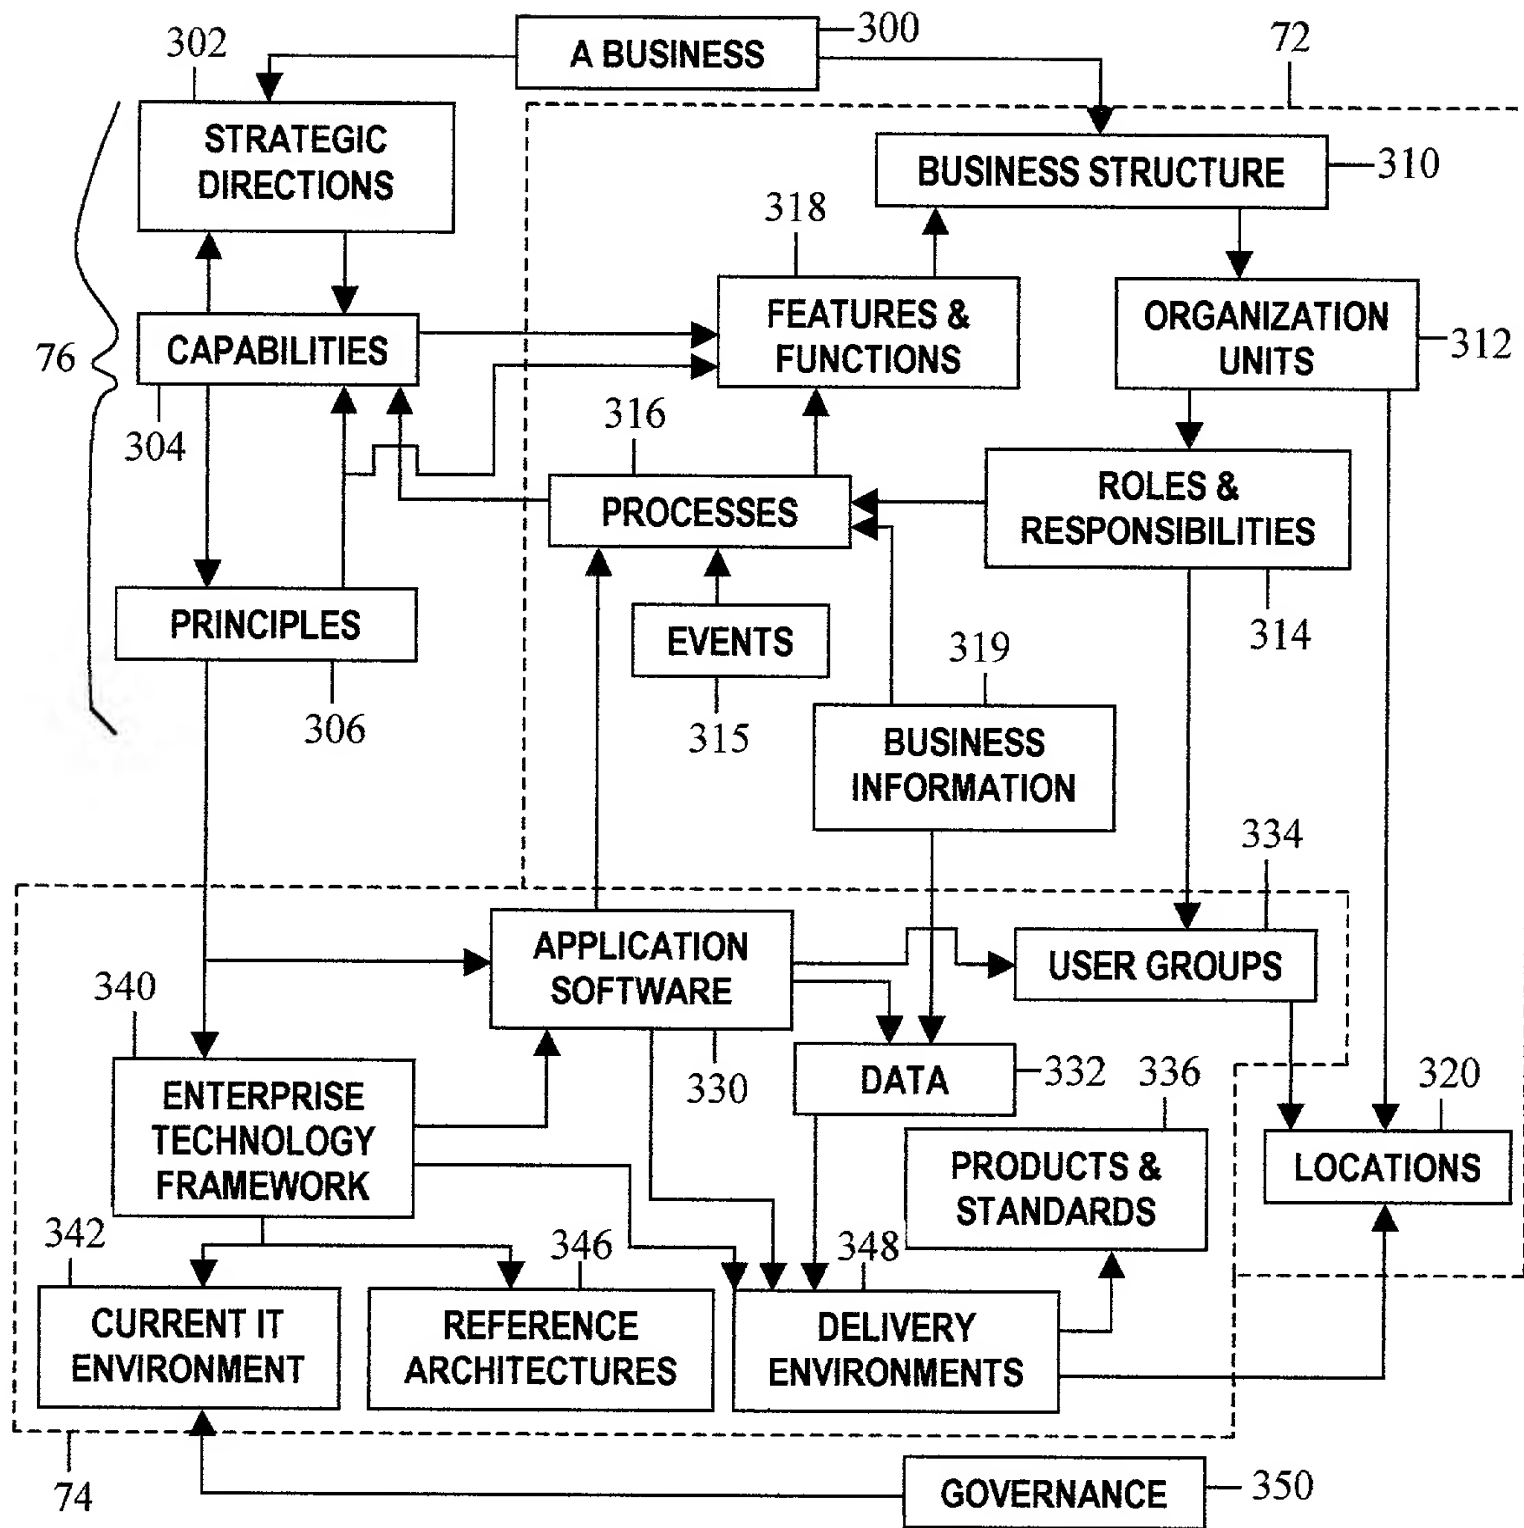 A BUSINESS
300
302
72
STRATEGIC
DIRECTIONS
BUSINESS STRUCTURE
310
318
FEATURES &
FUNCTIONS
ORGANIZATION
UNITS
312
CAPABILITIES
76
304
316
PROCESSES
ROLES &
RESPONSIBILITIES
314
PRINCIPLES
306
EVENTS
315
319
BUSINESS
INFORMATION
334
APPLICATION
SOFTWARE
USER GROUPS
340
330
DATA
332
336
320
ENTERPRISE
TECHNOLOGY
FRAMEWORK
PRODUCTS &
STANDARDS
LOCATIONS
342
346
348
CURRENT IT
ENVIRONMENT
REFERENCE
ARCHITECTURES
DELIVERY
ENVIRONMENTS
74
GOVERNANCE
350